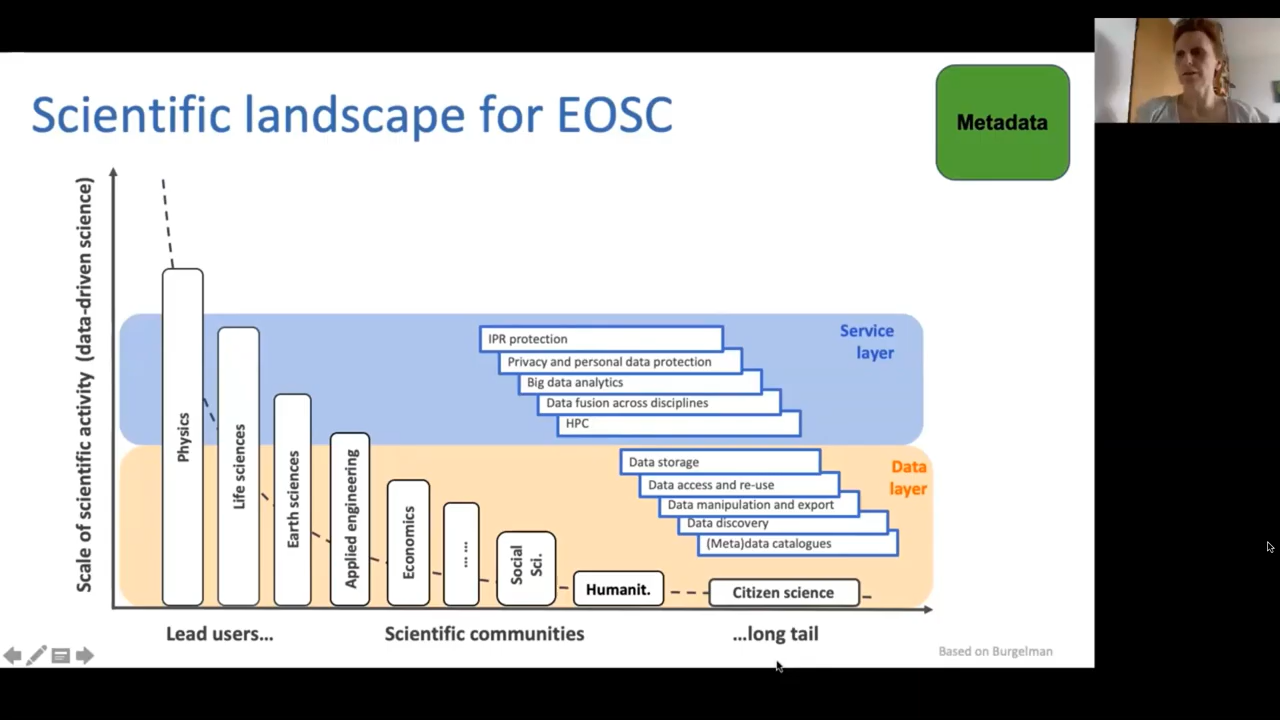 Scientific landscape for EOSC
Metadata
Scale of scientific activity (data-driven science)
Physics
Life sciences
Earth sciences
Applied engineering
Economics
... ...
Social
Sci.
Humanit.
Citizen science
IPR protection
Privacy and personal data protection
Big data analytics
Data fusion across disciplines
HPC
Service
layer
Data storage
Data access and re-use
Data manipulation and export
Data discovery
(Meta)data catalogues
Data
layer
Lead users...
Scientific communities
...long tail
Based on Burgelman